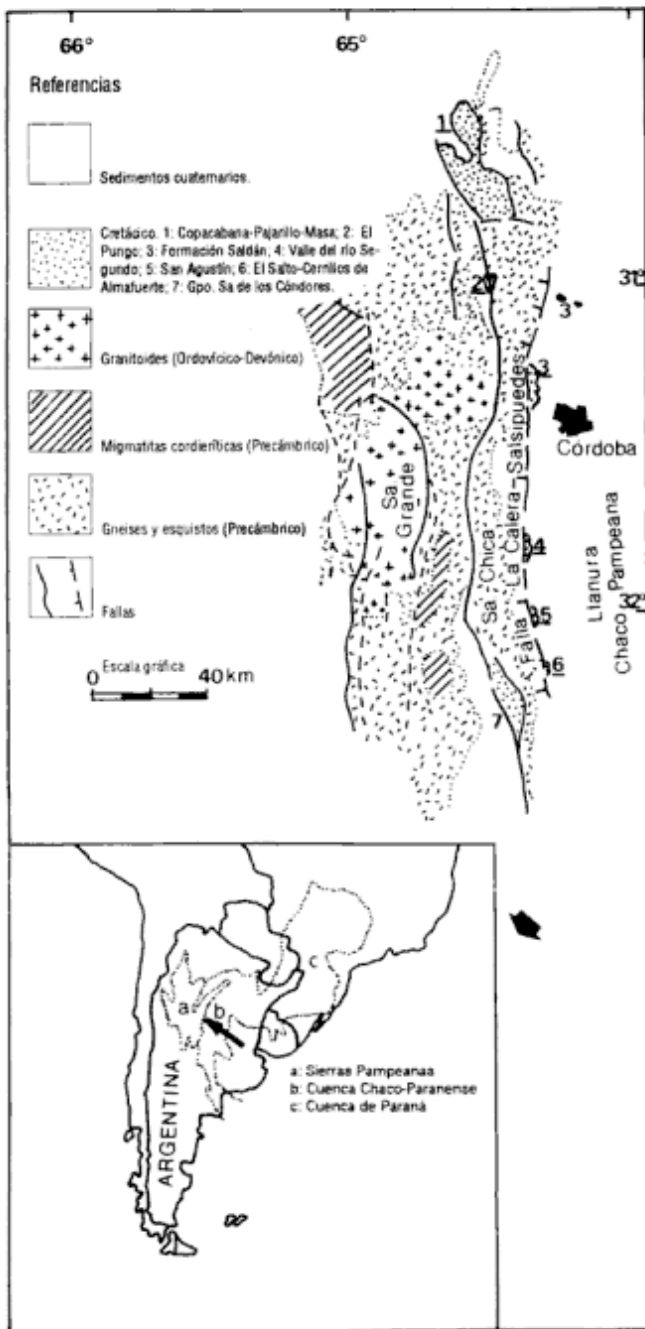 66°
65°
Referencias
Sedimentos cuaternarios.
Cretácico. 1: Copacabana-Pajarillo-Masa; 2: El
Pungo; 3: Formación Saldán; 4: Valle del río Se-
gundo; 5: San Agustín; 6: El Salto-Cerrillos de
Almafuerte; 7: Gpo. Sa de los Cóndores.
Granitoides (Ordovícico-Devónico)
Migmatitas cordieríticas (Precámbrico)
Gneises y esquistos (Precámbrico)
Fallas
Escala gráfica
0 40 km
1
2
31°
3
3
Córdoba
Sa Grande
Sa Chica
Falla La Calera-Salsipuedes
4
Llanura
Chaco Pampeana
32°
5
6
7
c
a
b
ARGENTINA
a: Sierras Pampeanas
b: Cuenca Chaco-Paranense
c: Cuenca de Paraná